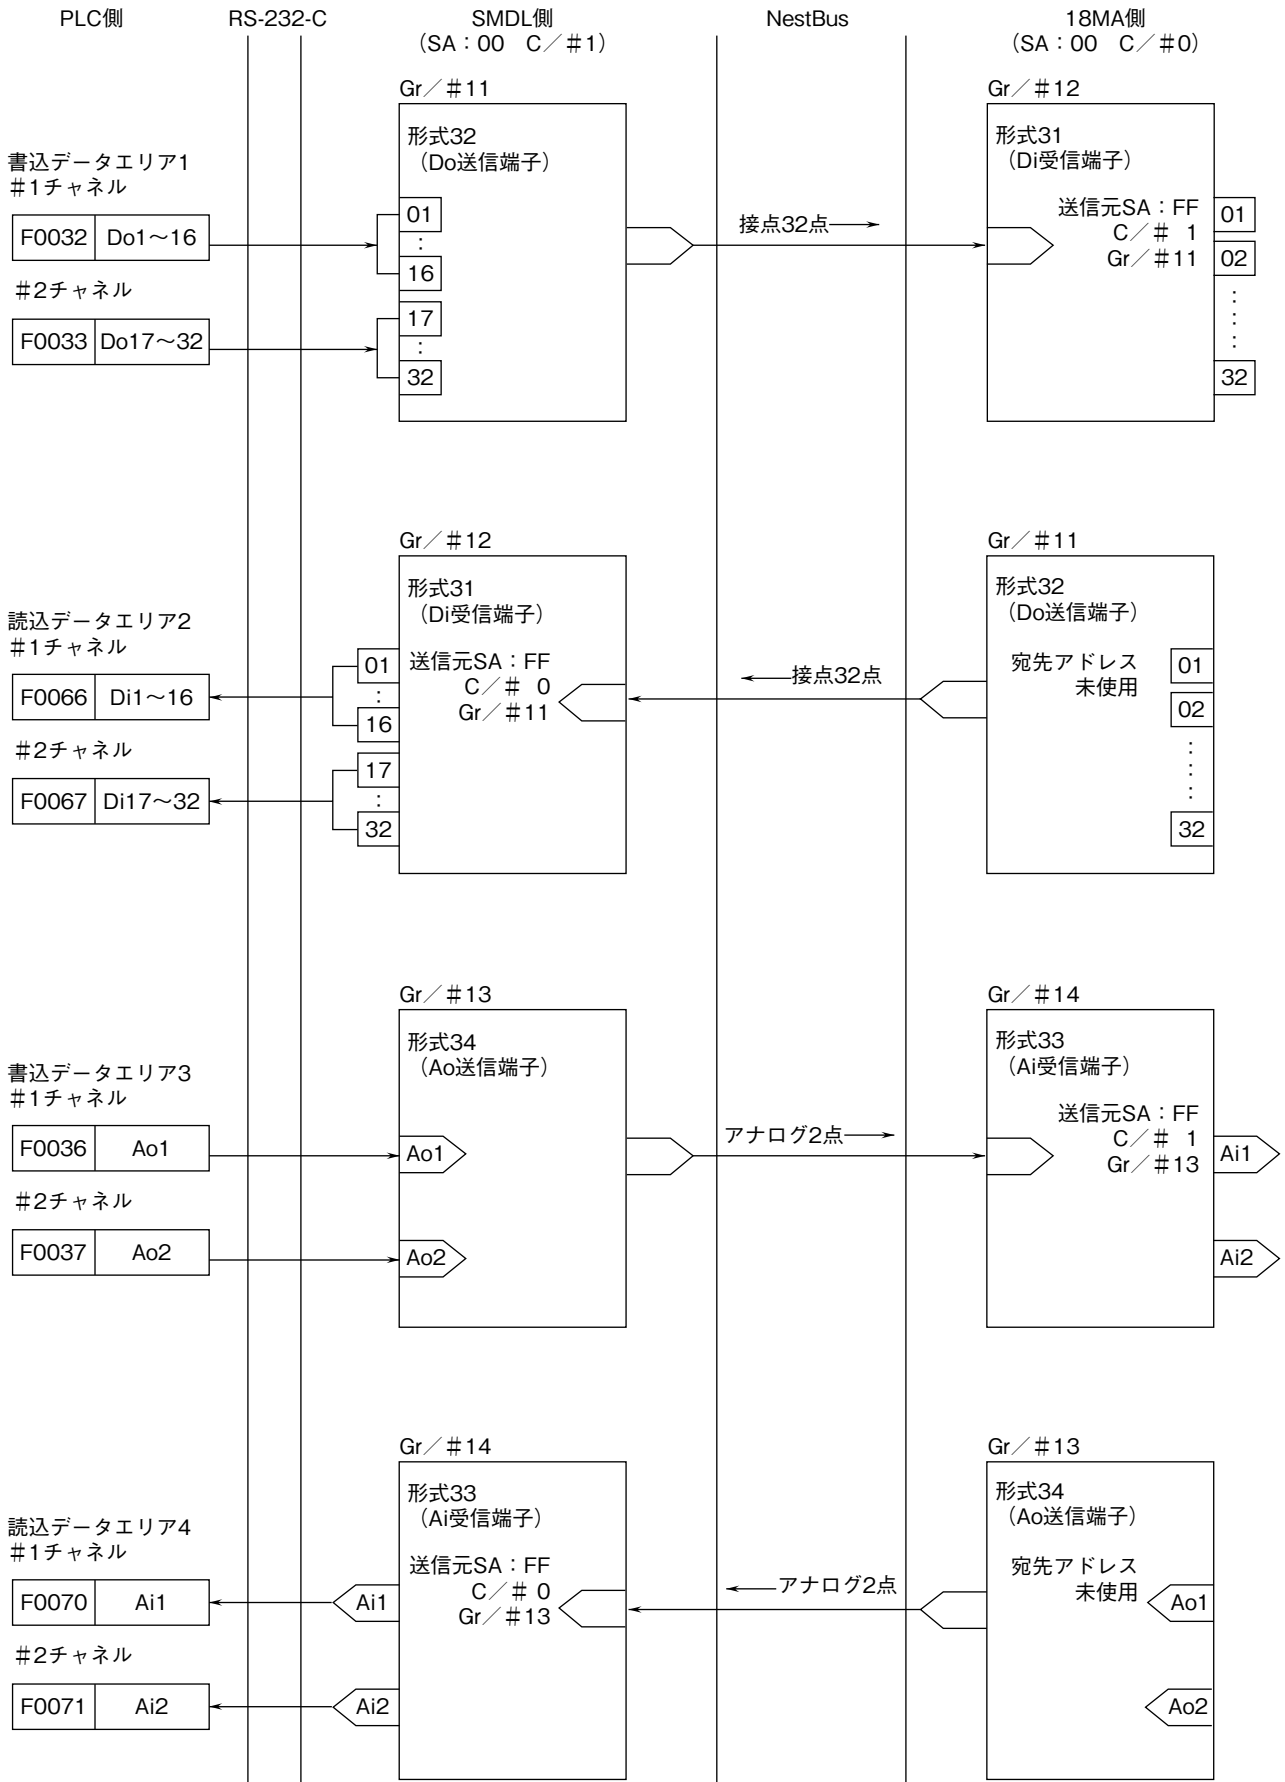 PLC側
RS-232-C
SMDL側
（SA：00　C／＃1）
NestBus
18MA側
（SA：00　C／＃0）
Gr／＃11
形式32
（Do送信端子）
Gr／＃12
形式31
（Di受信端子）
書込データエリア1
＃1チャネル
F0032 Do1～16
＃2チャネル
F0033 Do17～32
01
：
16
17
：
32
接点32点→
送信元SA：FF
C／＃ 1
Gr／＃11
01
02
：
：
：
32
Gr／＃12
形式31
（Di受信端子）
Gr／＃11
形式32
（Do送信端子）
読込データエリア2
＃1チャネル
F0066 Di1～16
＃2チャネル
F0067 Di17～32
01
：
16
17
：
32
送信元SA：FF
C／＃ 0
Gr／＃11
←接点32点
宛先アドレス
未使用
01
02
：
：
：
32
Gr／＃13
形式34
（Ao送信端子）
Gr／＃14
形式33
（Ai受信端子）
書込データエリア3
＃1チャネル
F0036 Ao1
＃2チャネル
F0037 Ao2
Ao1
Ao2
アナログ2点→
送信元SA：FF
C／＃ 1
Gr／＃13
Ai1
Ai2
Gr／＃14
形式33
（Ai受信端子）
Gr／＃13
形式34
（Ao送信端子）
読込データエリア4
＃1チャネル
F0070 Ai1
＃2チャネル
F0071 Ai2
Ai1
Ai2
送信元SA：FF
C／＃ 0
Gr／＃13
←アナログ2点
宛先アドレス
未使用
Ao1
Ao2